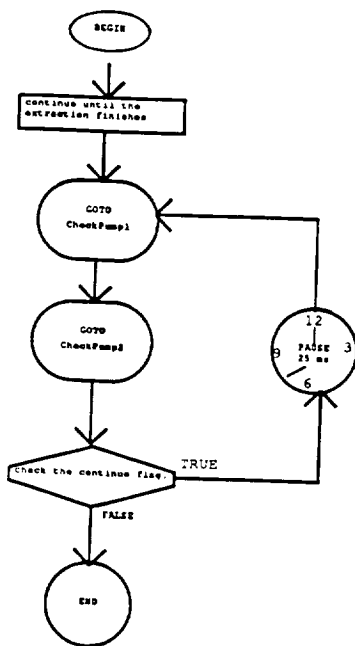 BEGIN
continue until the
extraction finishes
GOTO
CheckPump1
GOTO
CheckPump2
12
9
3
PAUSE
25 ms
6
Check the continue flag.
TRUE
FALSE
END